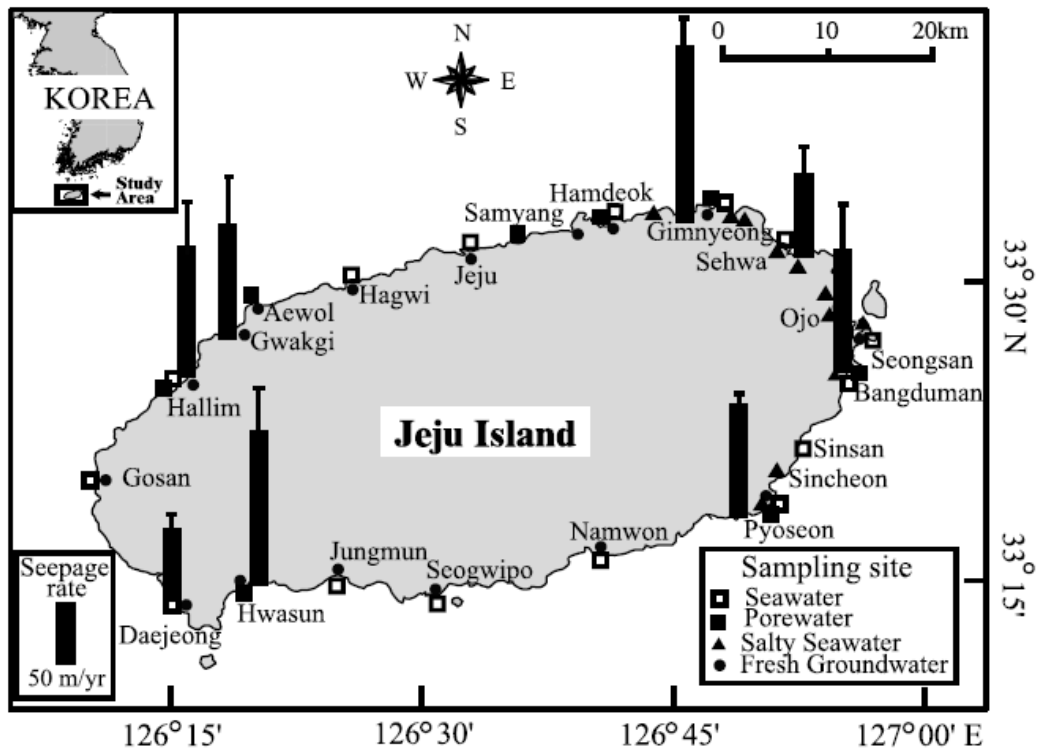 0 10 20km
N
W E
S
KOREA
Study
Area
Hamdeok
Samyang
Gimnyeong
Sehwa
Jeju
Hagwi
Aewol
Gwakgi
Ojo
Seongsan
Bangduman
Hallim
Jeju Island
Sinsan
Sincheon
Gosan
Pyoseon
Namwon
Jungmun
Seogwipo
Hwasun
Daejeong
Seepage
rate
50 m/yr
Sampling site
Seawater
Porewater
Salty Seawater
Fresh Groundwater
33° 30' N
33° 15'
126° 15' 126° 30' 126° 45' 127° 00' E